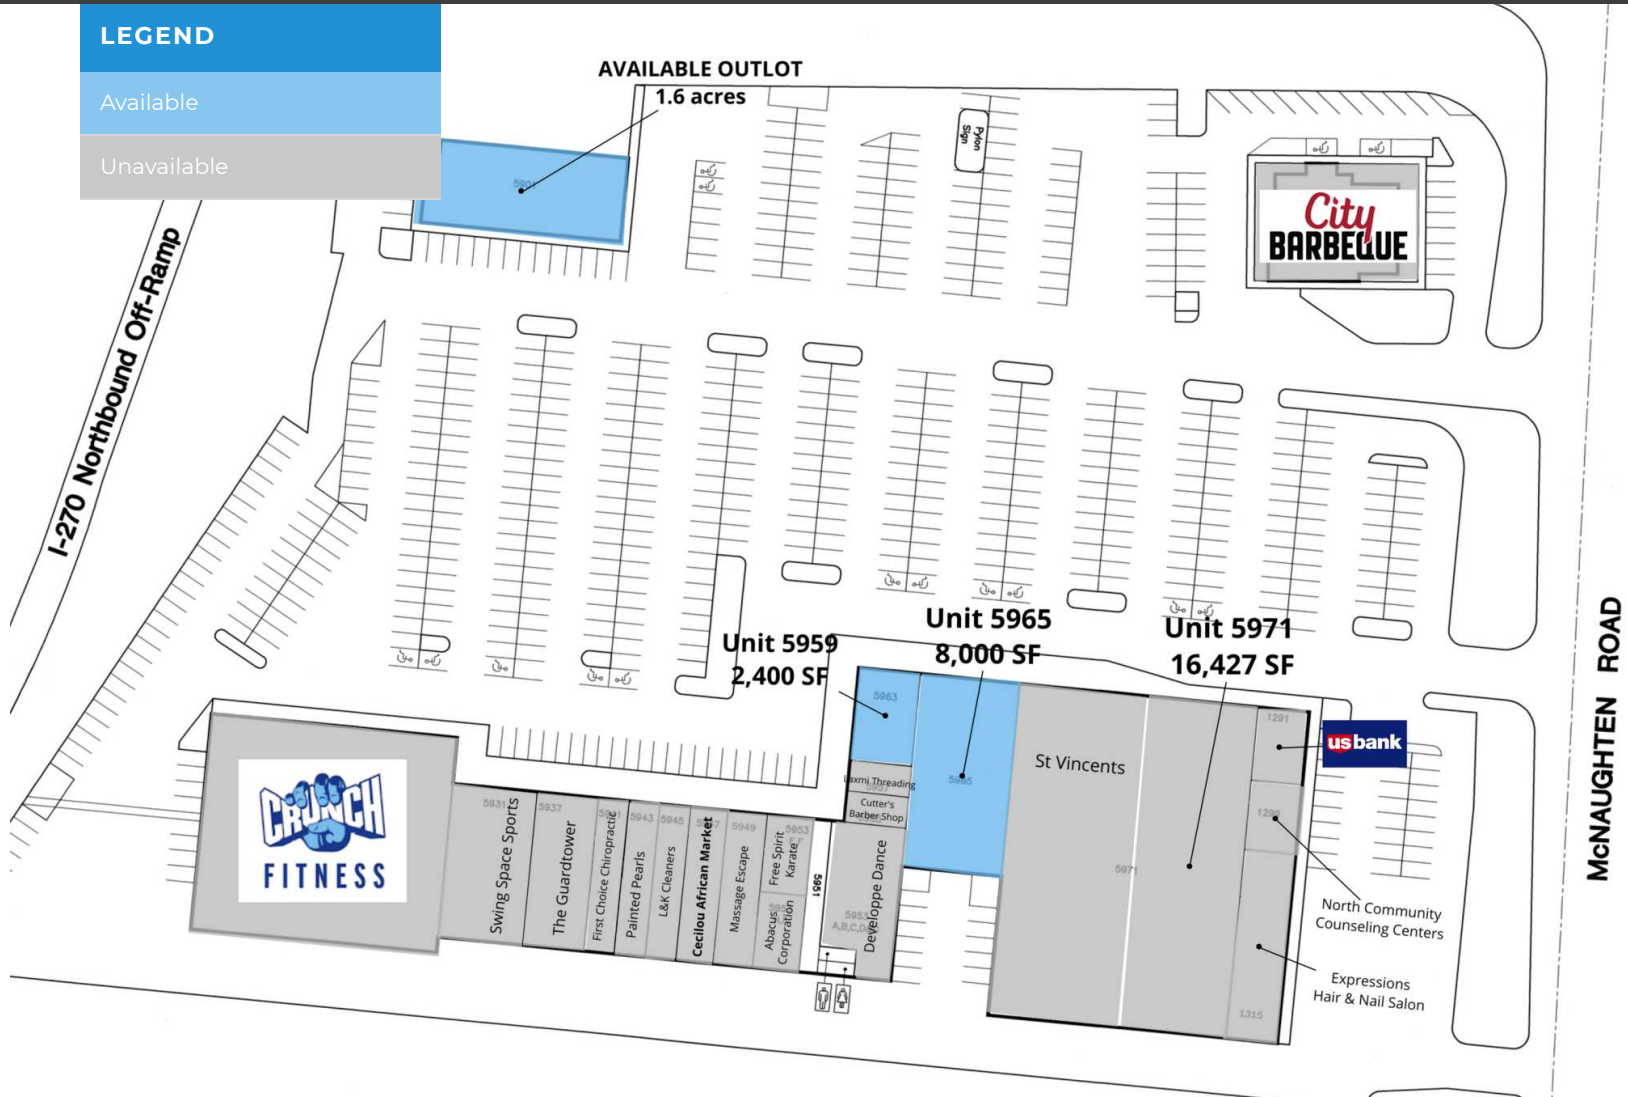 LEGEND
Available
Unavailable
AVAILABLE OUTLOT
1.6 acres
Pylon
Sign
City
BARBEQUE
I-270 Northbound Off-Ramp
McNAUGHTEN ROAD
Unit 5959
2,400 SF
Unit 5965
8,000 SF
Unit 5971
16,427 SF
5963
5965
St Vincents
5971
1291
usbank
North Community
Counseling Centers
Expressions
Hair & Nail Salon
1315
Laxmi Threading
Cutter's
Barber Shop
CRUNCH
FITNESS
5931
Swing Space Sports
5937
The Guardtower
First Choice Chiropractic
5943
Painted Pearls
5945
L&K Cleaners
Cecilou African Market
5949
Massage Escape
5953
Free Spirit
Karate
Abacus
Corporation
5951
Developpe Dance